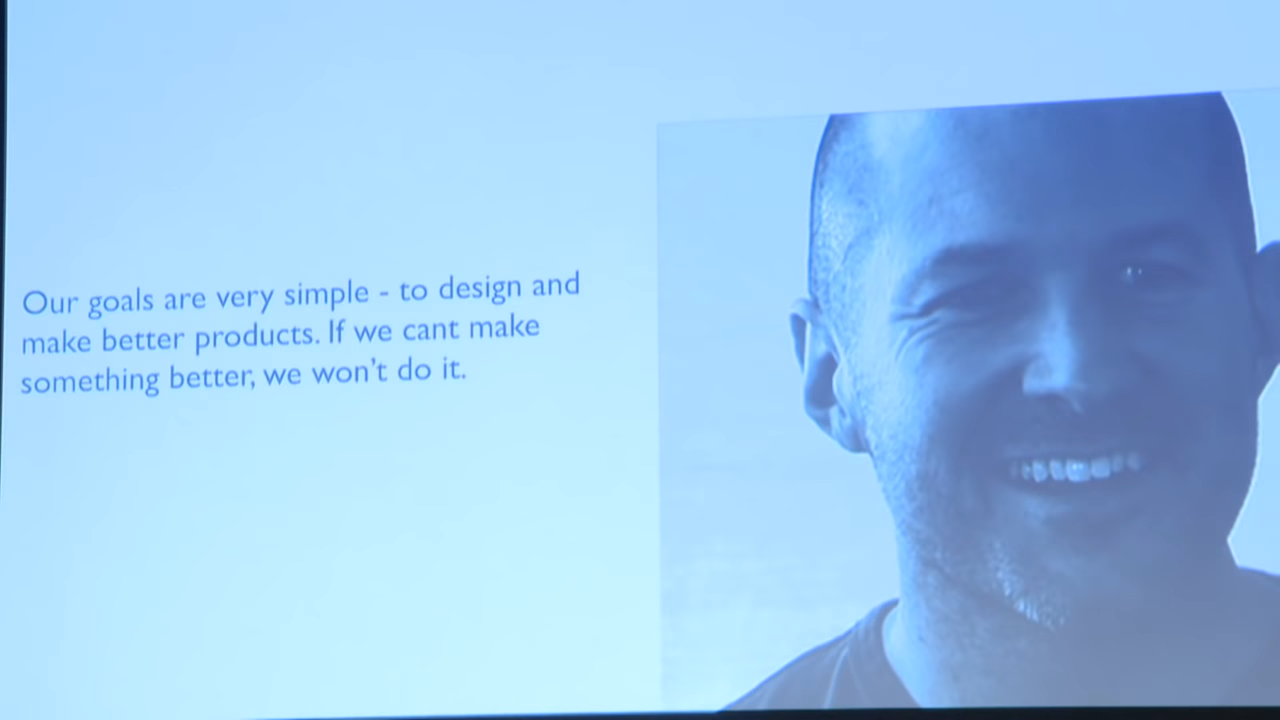 Our goals are very simple - to design and
make better products. If we cant make
something better, we won't do it.